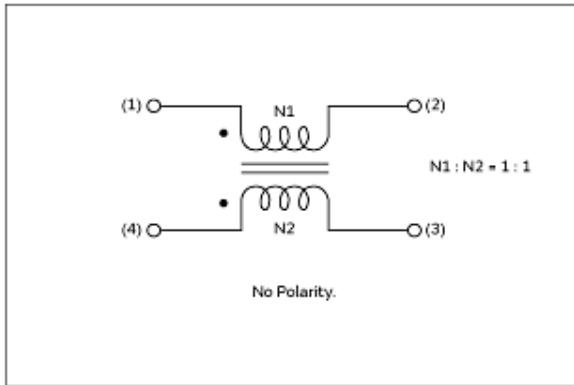 (1) N1 (2)
N1 : N2 = 1 : 1
(4) N2 (3)
No Polarity.